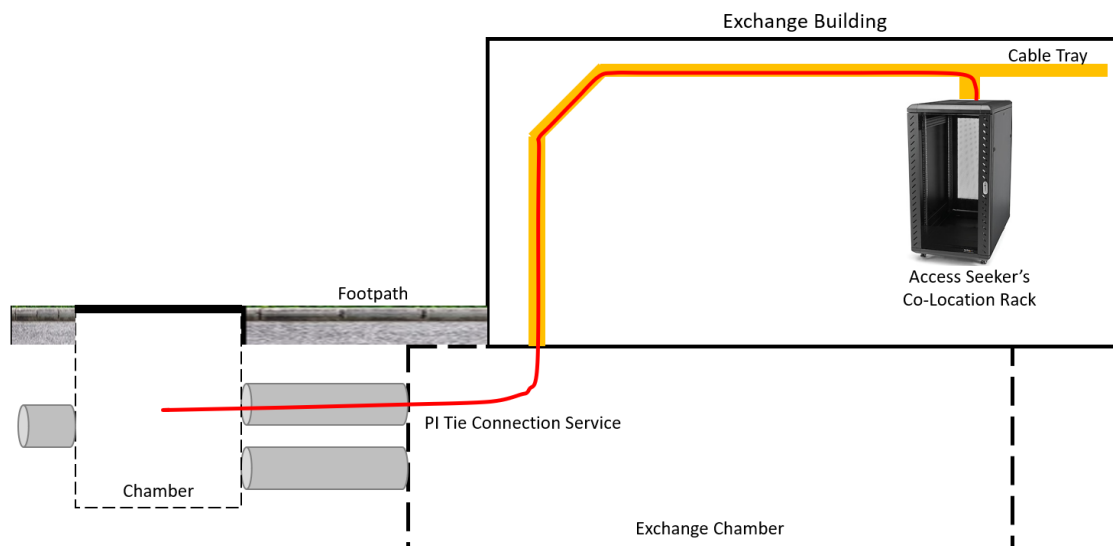 Exchange Building
Cable Tray
Access Seeker's
Co-Location Rack
Footpath
PI Tie Connection Service
Chamber
Exchange Chamber